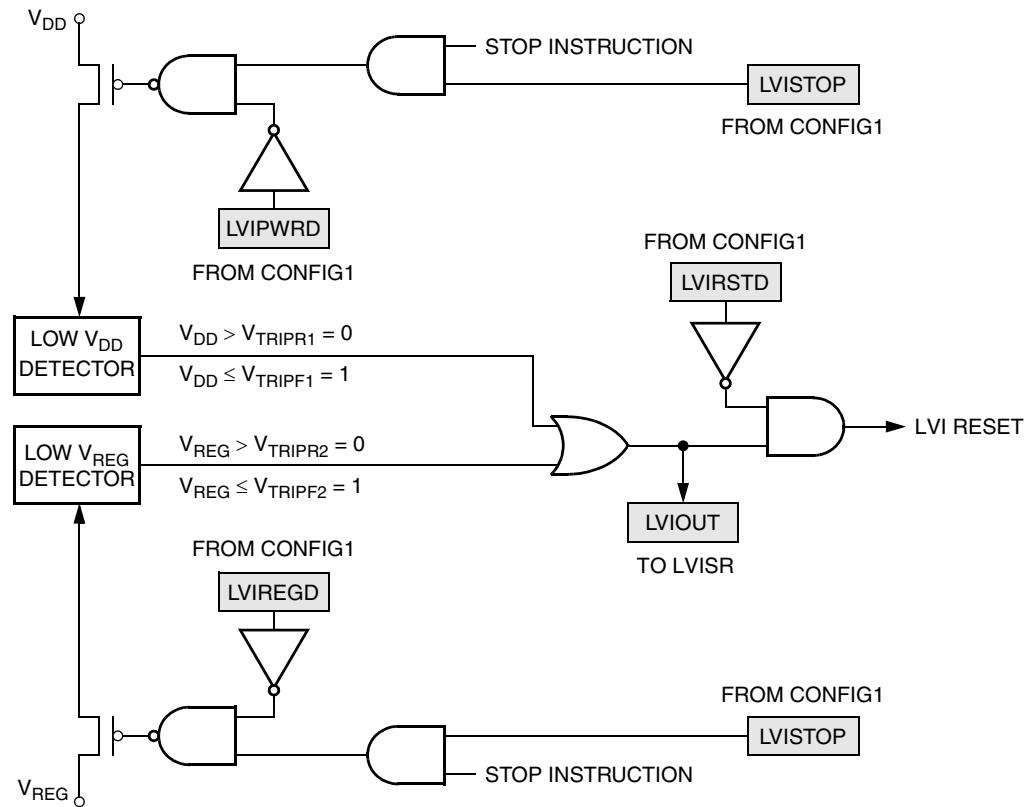 VDD
STOP INSTRUCTION
LVISTOP
FROM CONFIG1
LVIPWRD
FROM CONFIG1
FROM CONFIG1
LVIRSTD
LOW VDD
DETECTOR
VDD > VTRIPR1 = 0
VDD ≤ VTRIPF1 = 1
LVI RESET
LOW VREG
DETECTOR
VREG > VTRIPR2 = 0
VREG ≤ VTRIPF2 = 1
LVIOUT
TO LVISR
FROM CONFIG1
LVIREGD
FROM CONFIG1
LVISTOP
STOP INSTRUCTION
VREG